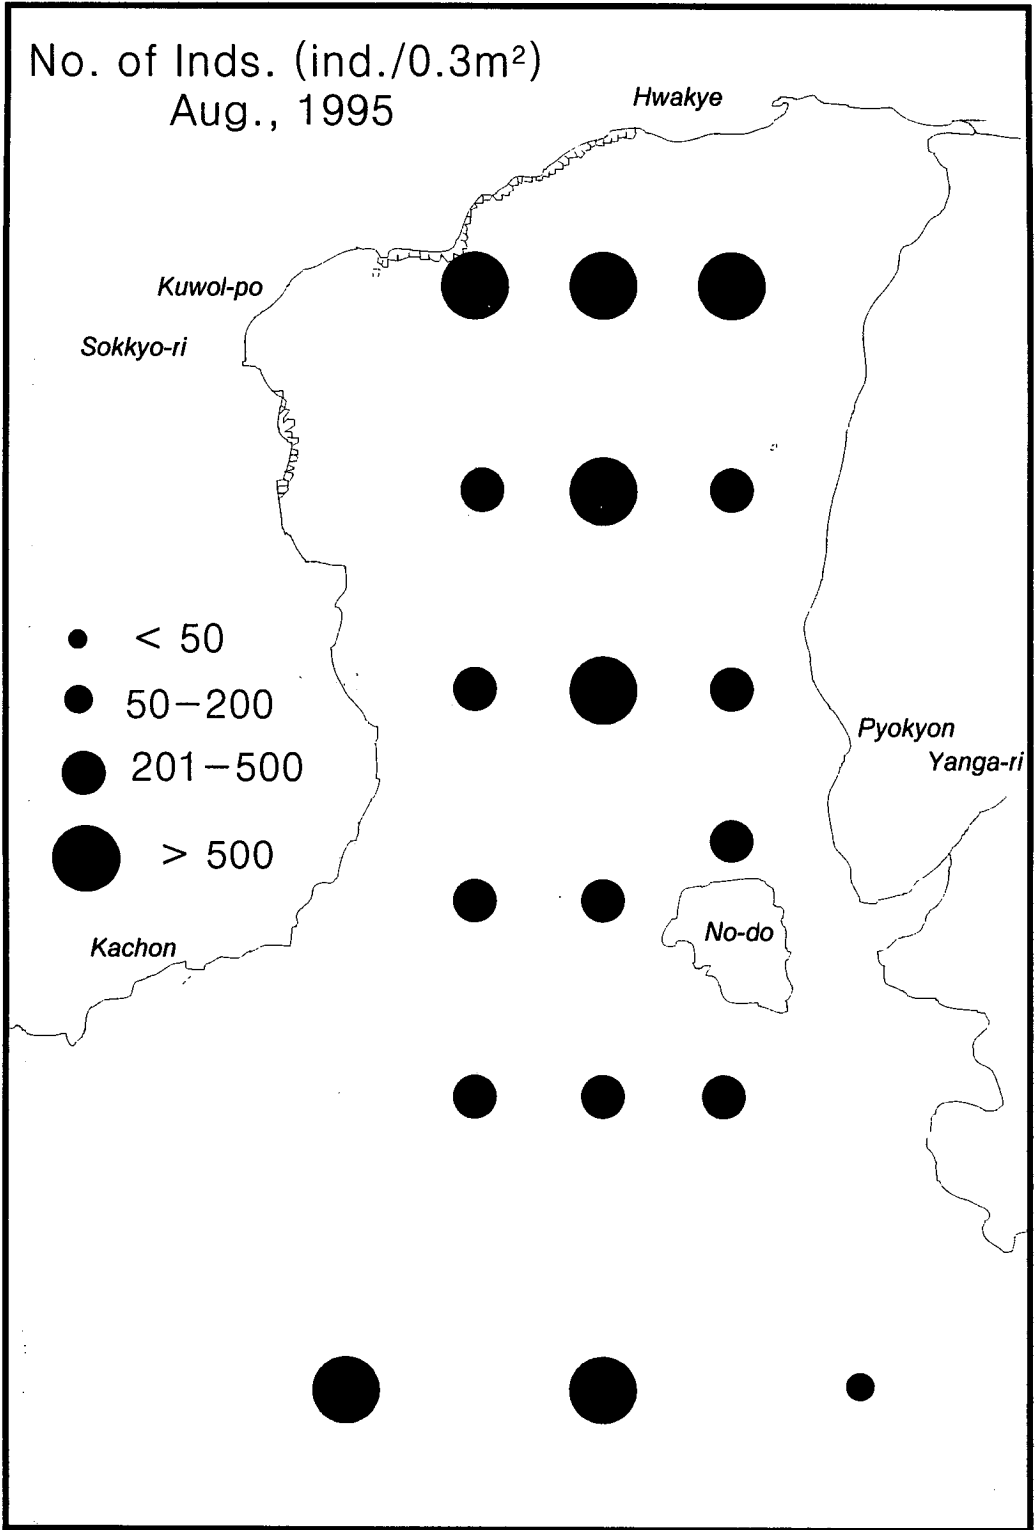 No. of Inds. (ind./0.3m²)
Aug., 1995
Hwakye
Kuwol-po
Sokkyo-ri
< 50
50-200
201-500
> 500
Pyokyon
Yanga-ri
No-do
Kachon